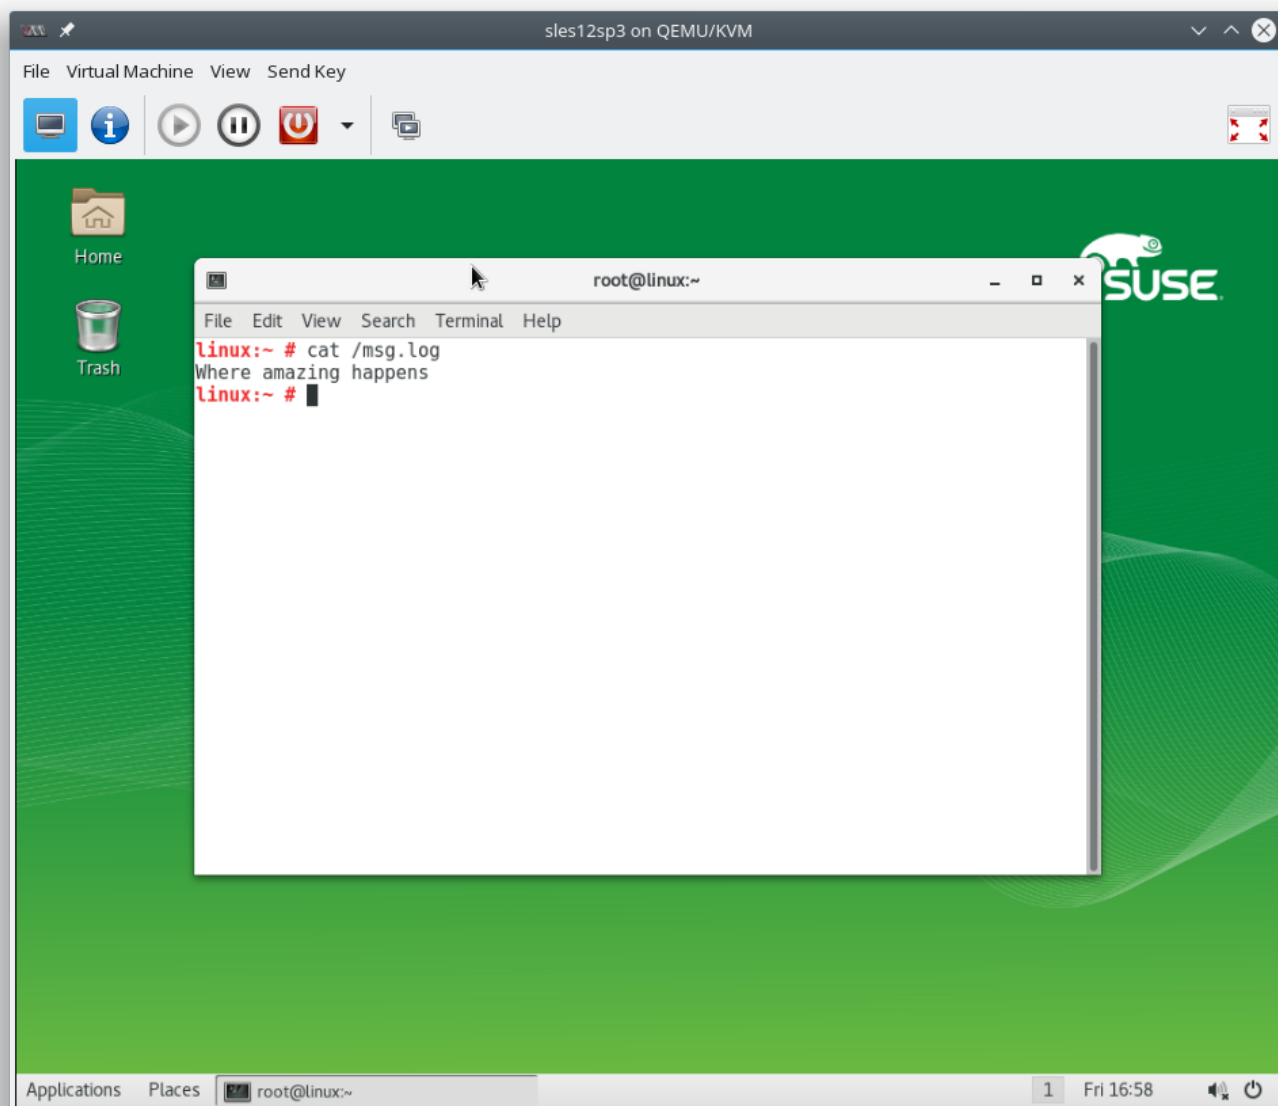 sles12sp3 on QEMU/KVM
File Virtual Machine View Send Key
Home
Trash
SUSE
root@linux:~
File Edit View Search Terminal Help
linux:~ # cat /msg.log
Where amazing happens
linux:~ #
Applications Places root@linux:~ 1 Fri 16:58